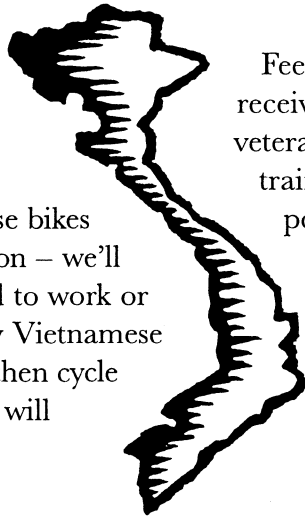 se bikes
on – we'll
to work or
Vietnamese
hen cycle
will
Fee
receiv
vetera
trai
po